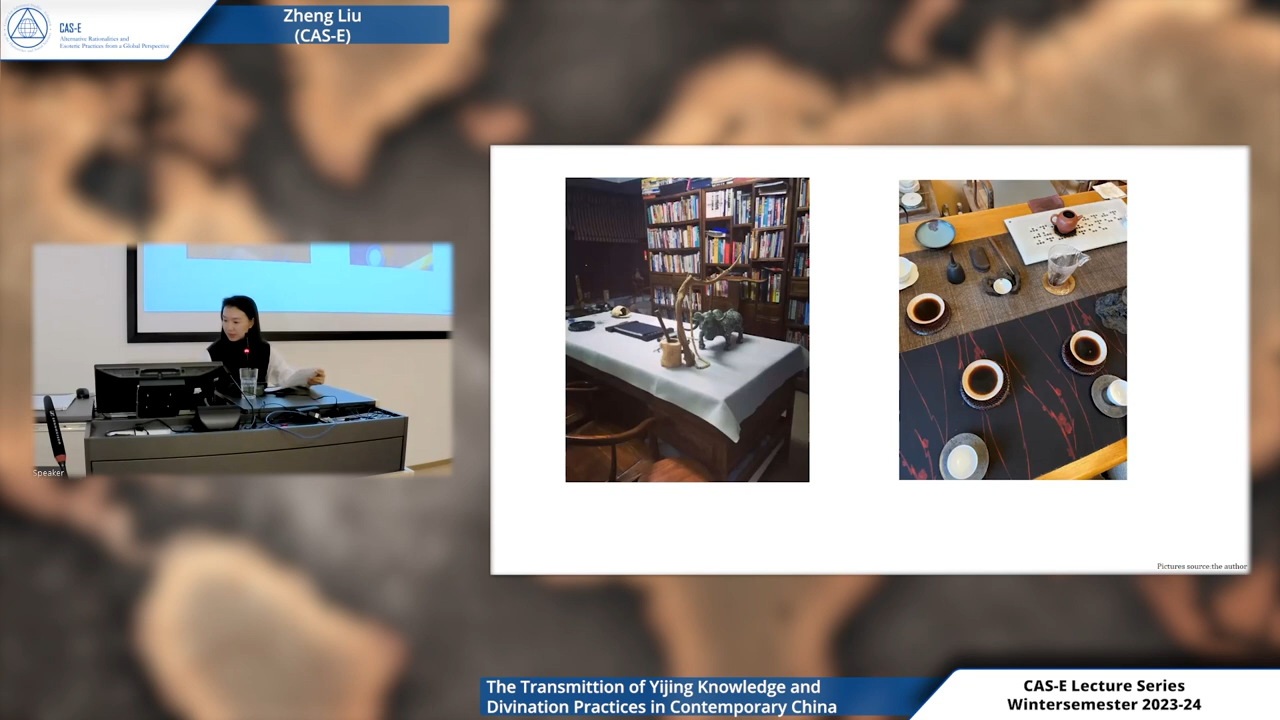 CAS-E
Alternative Rationalities and
Esoteric Practices from a Global Perspective
Zheng Liu
(CAS-E)
Speaker
Pictures source:the author
The Transmittion of Yijing Knowledge and
Divination Practices in Contemporary China
CAS-E Lecture Series
Wintersemester 2023-24